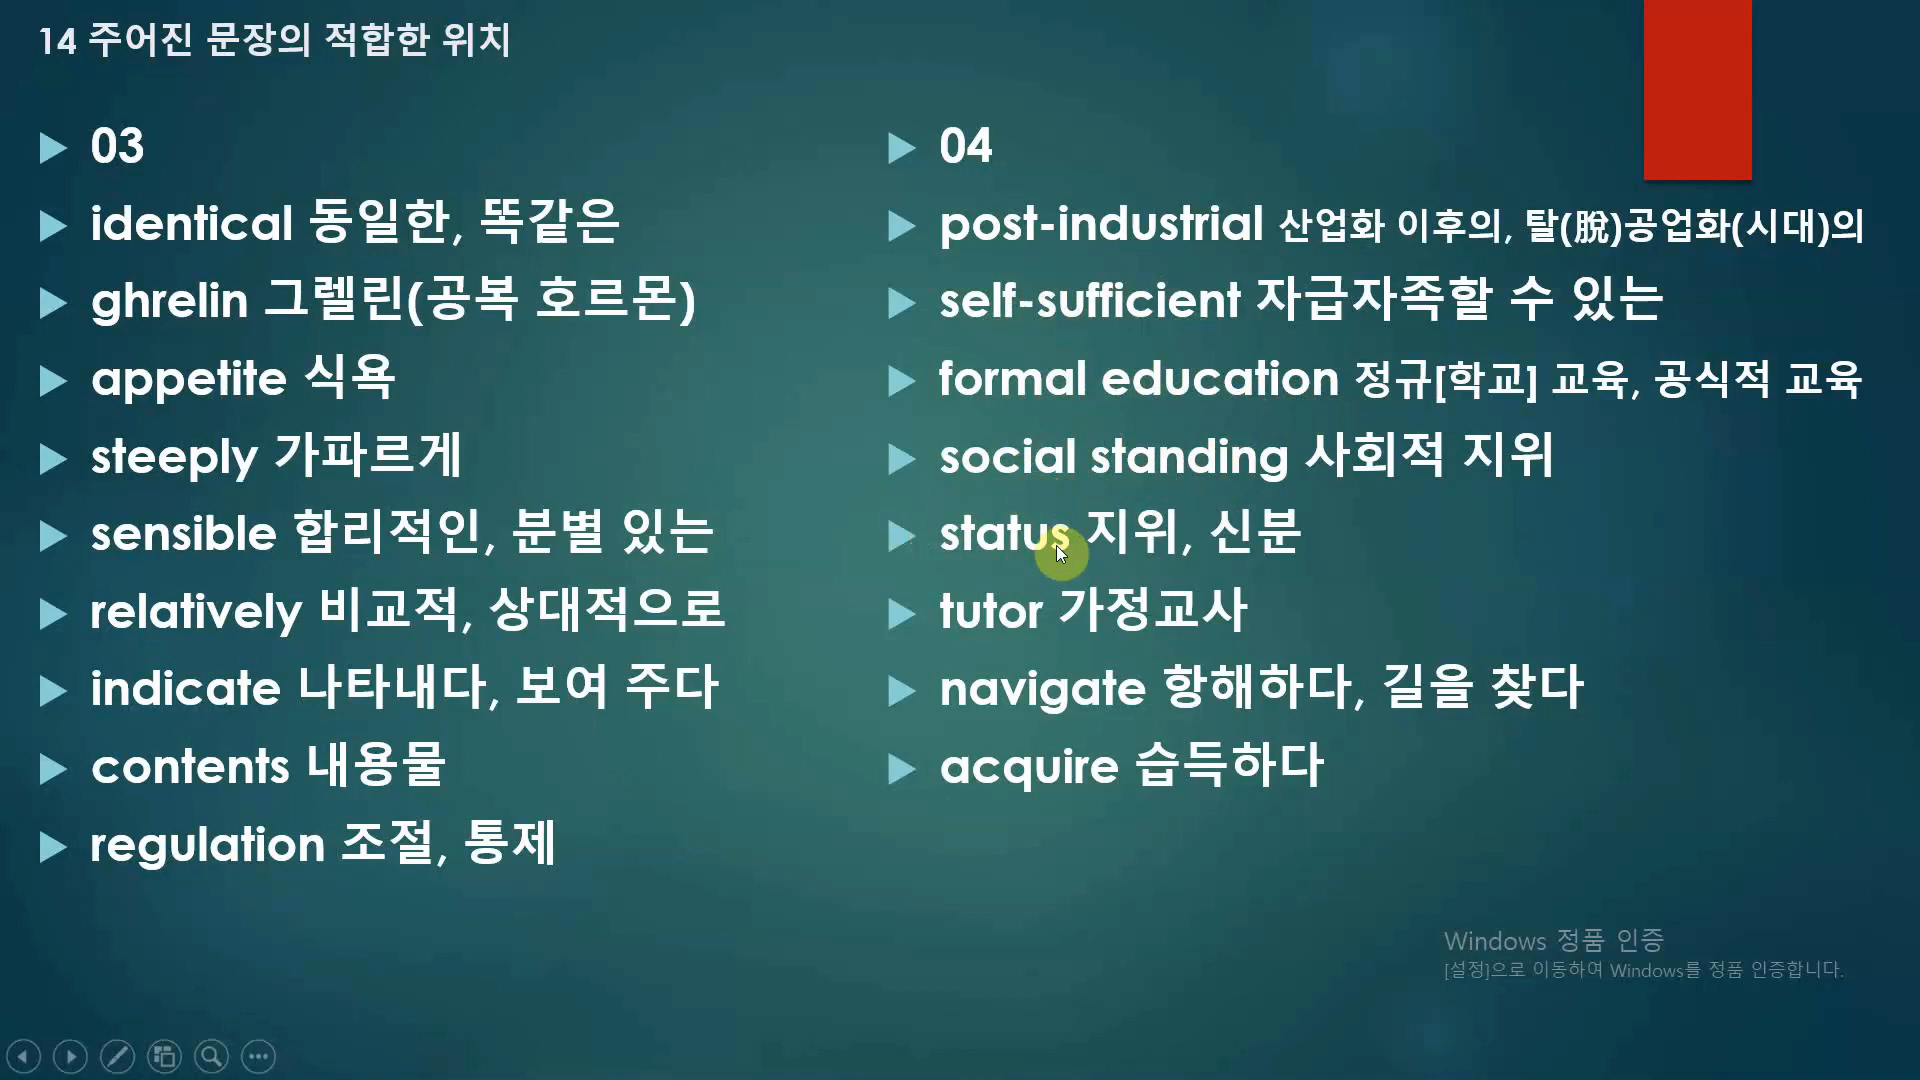 14 주어진 문장의 적합한 위치
03
identical 동일한, 똑같은
ghrelin 그렐린(공복 호르몬)
appetite 식욕
steeply 가파르게
sensible 합리적인, 분별 있는
relatively 비교적, 상대적으로
indicate 나타내다, 보여 주다
contents 내용물
regulation 조절, 통제
04
post-industrial 산업화 이후의, 탈(脫)공업화(시대)의
self-sufficient 자급자족할 수 있는
formal education 정규[학교] 교육, 공식적 교육
social standing 사회적 지위
status 지위, 신분
tutor 가정교사
navigate 항해하다, 길을 찾다
acquire 습득하다
Windows 정품 인증
[설정]으로 이동하여 Windows를 정품 인증합니다.